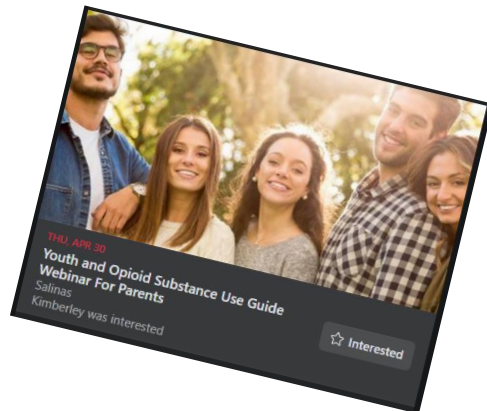 THU, APR 30
Youth and Opioid Substance Use Guide
Webinar For Parents
Salinas
Kimberley was interested
Interested